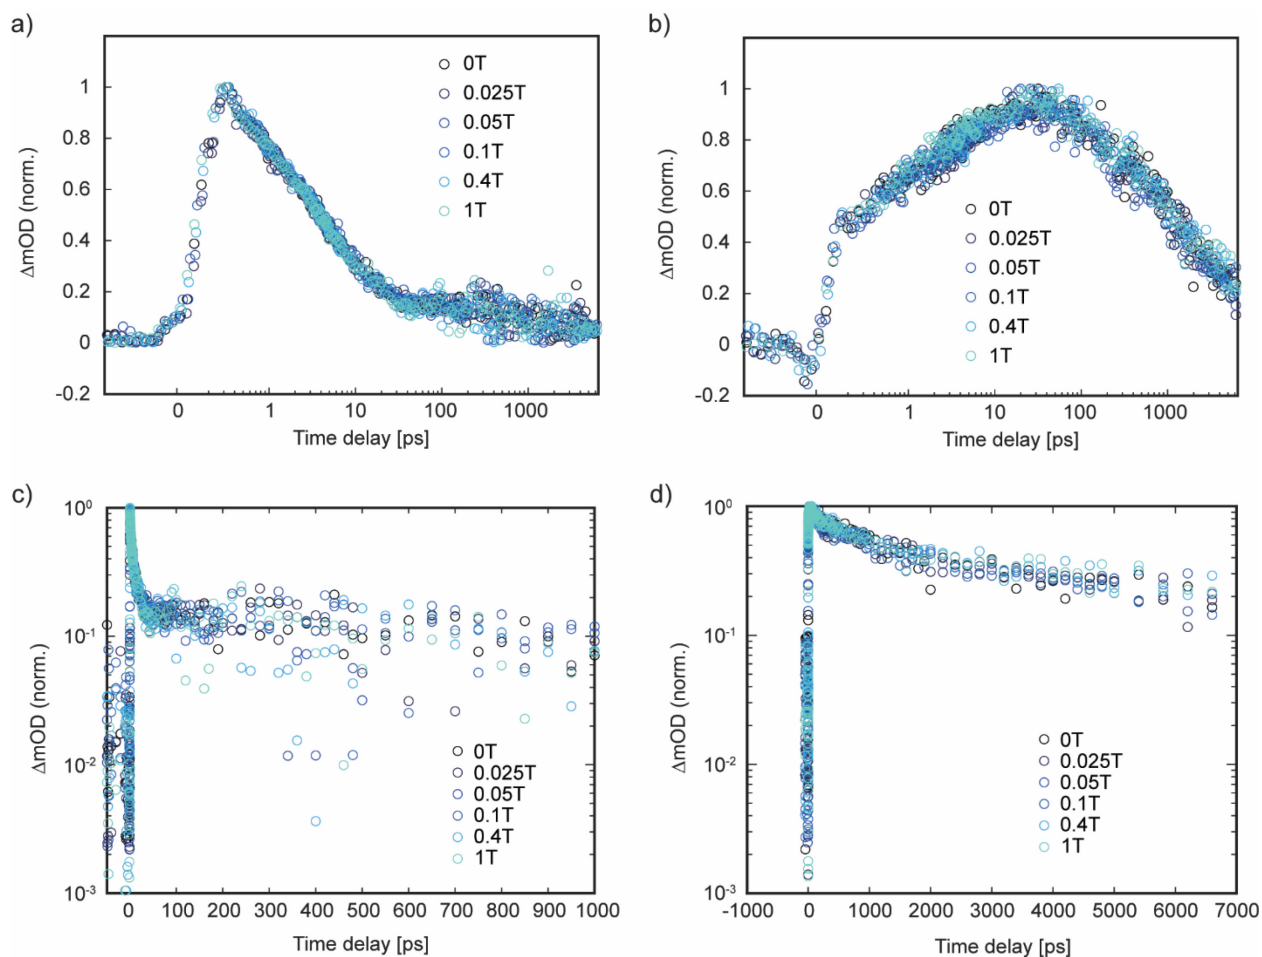 a)
ΔmOD (norm.)
1
0.8
0.6
0.4
0.2
0
-0.2
0T
0.025T
0.05T
0.1T
0.4T
1T
0 1 10 100 1000
Time delay [ps]
b)
ΔmOD (norm.)
1
0.8
0.6
0.4
0.2
0
-0.2
0T
0.025T
0.05T
0.1T
0.4T
1T
0 1 10 100 1000
Time delay [ps]
c)
ΔmOD (norm.)
10⁰
10⁻¹
10⁻²
10⁻³
0T
0.025T
0.05T
0.1T
0.4T
1T
0 100 200 300 400 500 600 700 800 900 1000
Time delay [ps]
d)
ΔmOD (norm.)
10⁰
10⁻¹
10⁻²
10⁻³
0T
0.025T
0.05T
0.1T
0.4T
1T
-1000 0 1000 2000 3000 4000 5000 6000 7000
Time delay [ps]